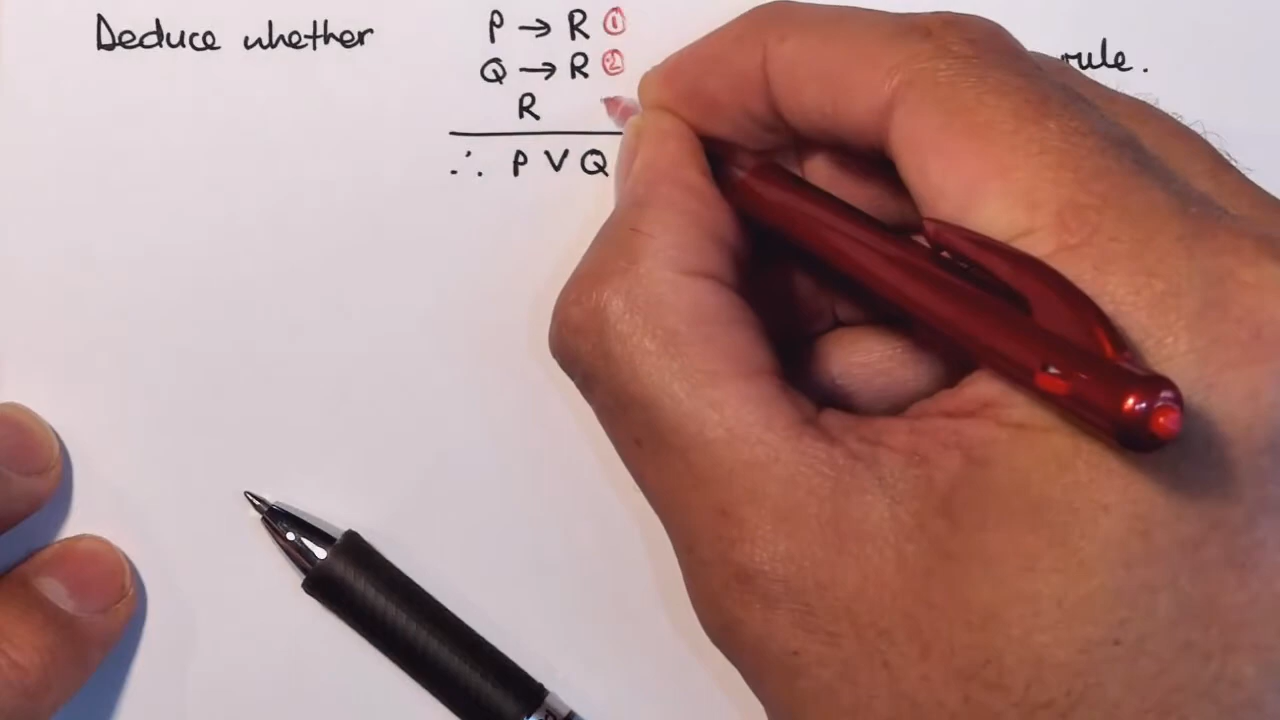 Deduce whether P → R ① rule.
Q → R ②
R
∴ P ∨ Q